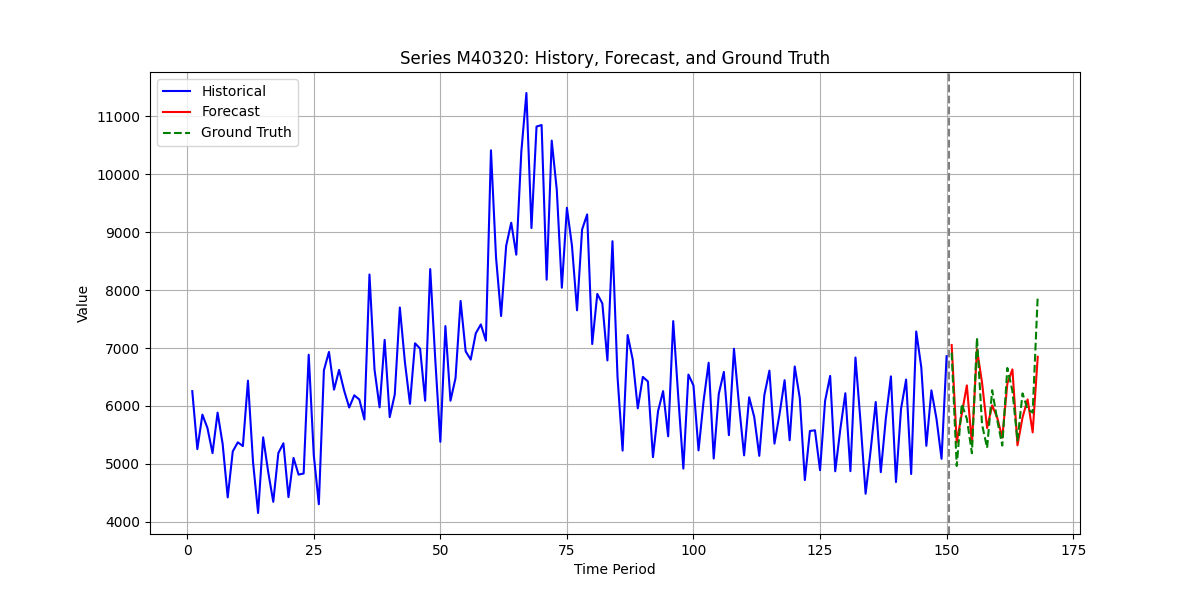 Series M40320: History, Forecast, and Ground Truth
Historical
Forecast
Ground Truth
11000
10000
9000
8000
7000
6000
5000
4000
Value
0 25 50 75 100 125 150 175
Time Period